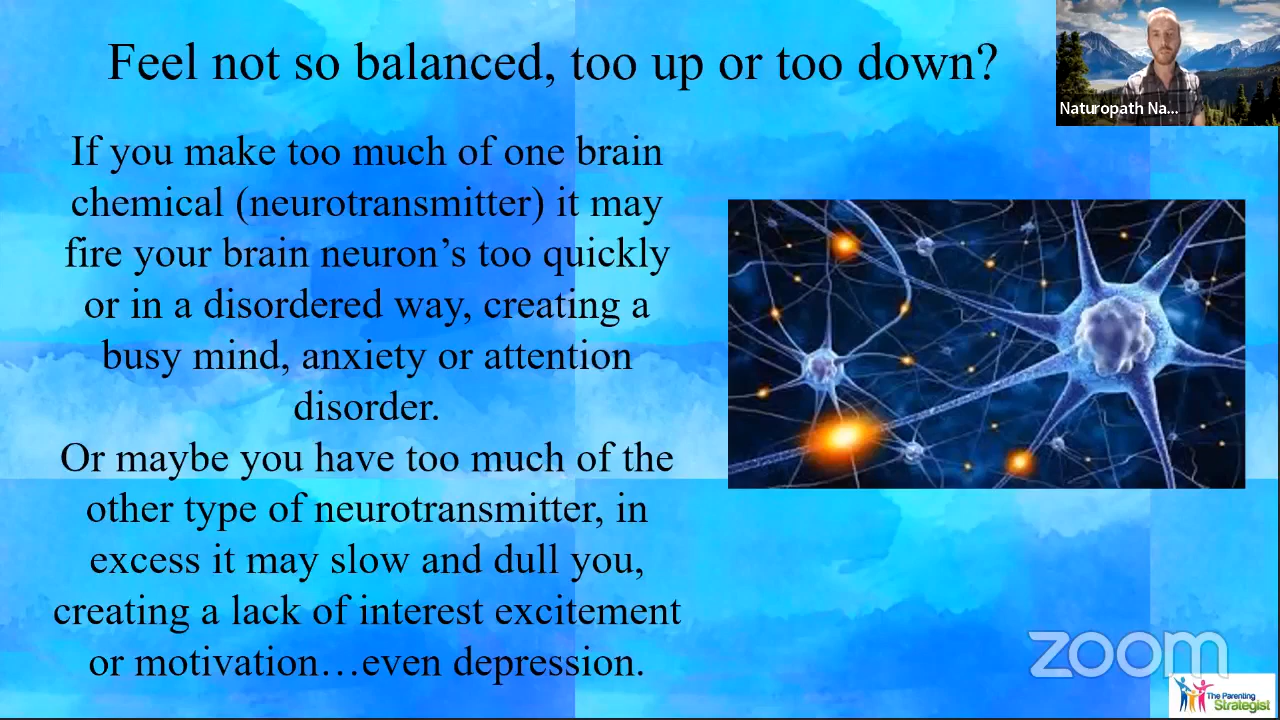 Feel not so balanced, too up or too down?
Naturopath Na...
If you make too much of one brain
chemical (neurotransmitter) it may
fire your brain neuron’s too quickly
or in a disordered way, creating a
busy mind, anxiety or attention
disorder.
Or maybe you have too much of the
other type of neurotransmitter, in
excess it may slow and dull you,
creating a lack of interest excitement
or motivation…even depression.
zoom
The Parenting
Strategist